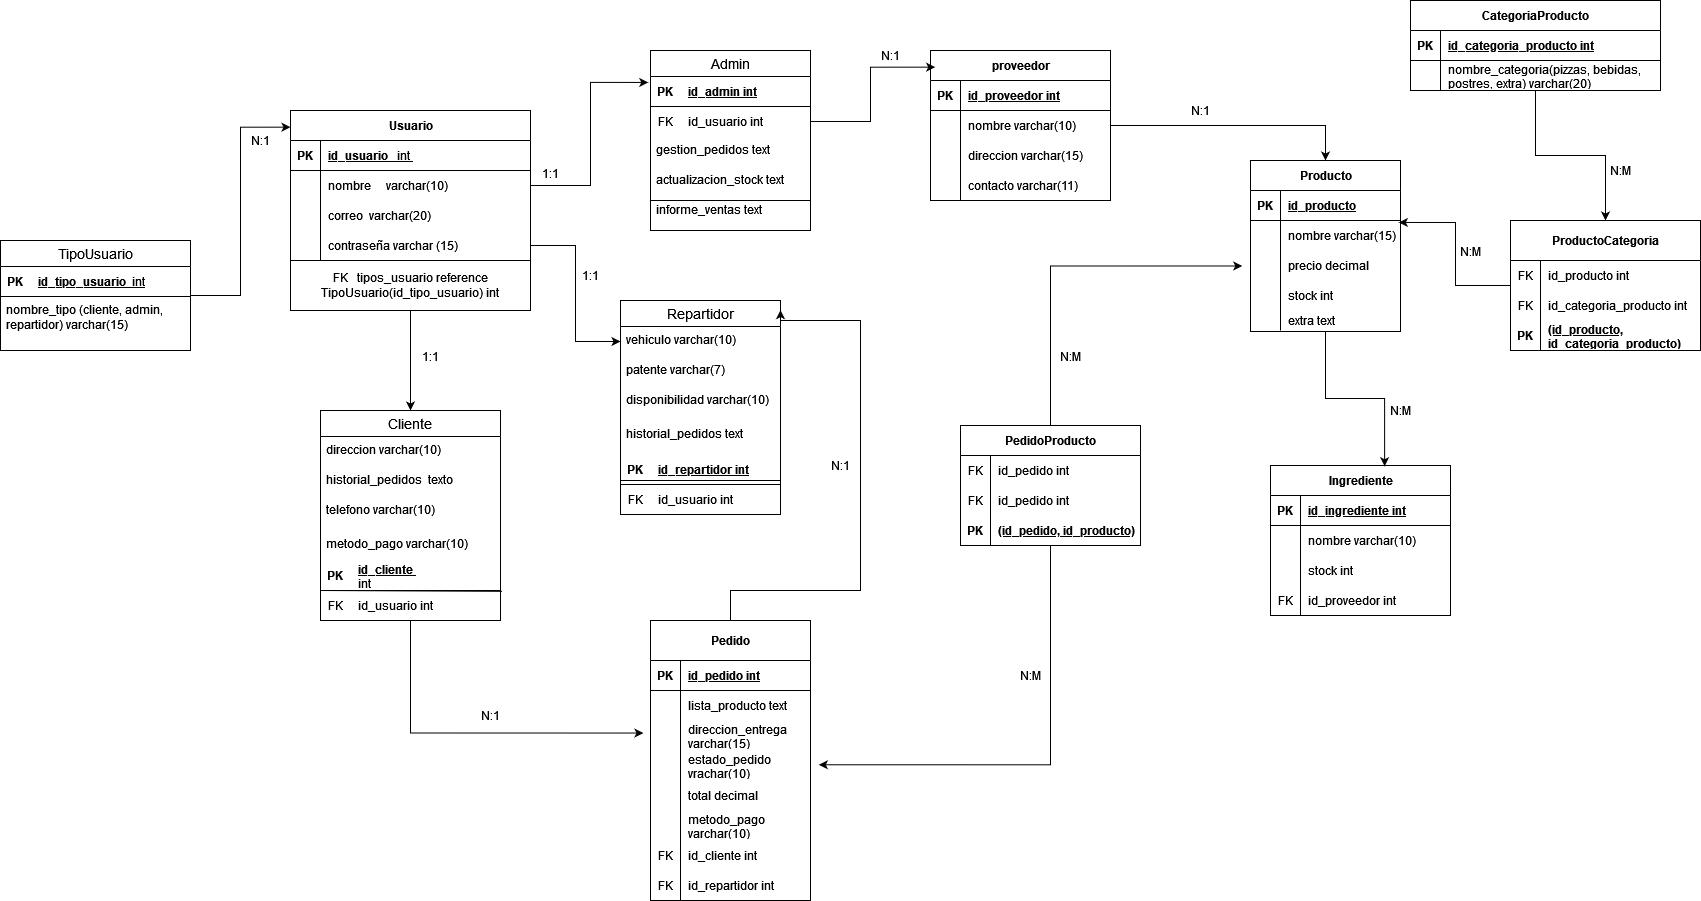 CategoriaProducto
PK id_categoria_producto int
nombre_categoria(pizzas, bebidas,
postres, extra) varchar(20)
N:M
Admin
PK id_admin int
FK id_usuario int
gestion_pedidos text
actualizacion_stock text
informe_ventas text
N:1
proveedor
PK id_proveedor int
nombre varchar(10)
direccion varchar(15)
contacto varchar(11)
N:1
Usuario
PK id_usuario int
nombre varchar(10)
correo varchar(20)
contraseña varchar (15)
FK tipos_usuario reference
TipoUsuario(id_tipo_usuario) int
N:1
1:1
1:1
1:1
TipoUsuario
PK id_tipo_usuario int
nombre_tipo (cliente, admin,
repartidor) varchar(15)
Producto
PK id_producto
nombre varchar(15)
precio decimal
stock int
extra text
N:M
ProductoCategoria
FK id_producto int
FK id_categoria_producto int
PK (id_producto,
id_categoria_producto)
Repartidor
vehiculo varchar(10)
patente varchar(7)
disponibilidad varchar(10)
historial_pedidos text
PK id_repartidor int
FK id_usuario int
N:1
N:M
N:M
Cliente
direccion varchar(10)
historial_pedidos texto
telefono varchar(10)
metodo_pago varchar(10)
PK id_cliente
int
FK id_usuario int
PedidoProducto
FK id_pedido int
FK id_pedido int
PK (id_pedido, id_producto)
Ingrediente
PK id_ingrediente int
nombre varchar(10)
stock int
FK id_proveedor int
N:1
N:M
Pedido
PK id_pedido int
lista_producto text
direccion_entrega
varchar(15)
estado_pedido
vrachar(10)
total decimal
metodo_pago
varchar(10)
FK id_cliente int
FK id_repartidor int